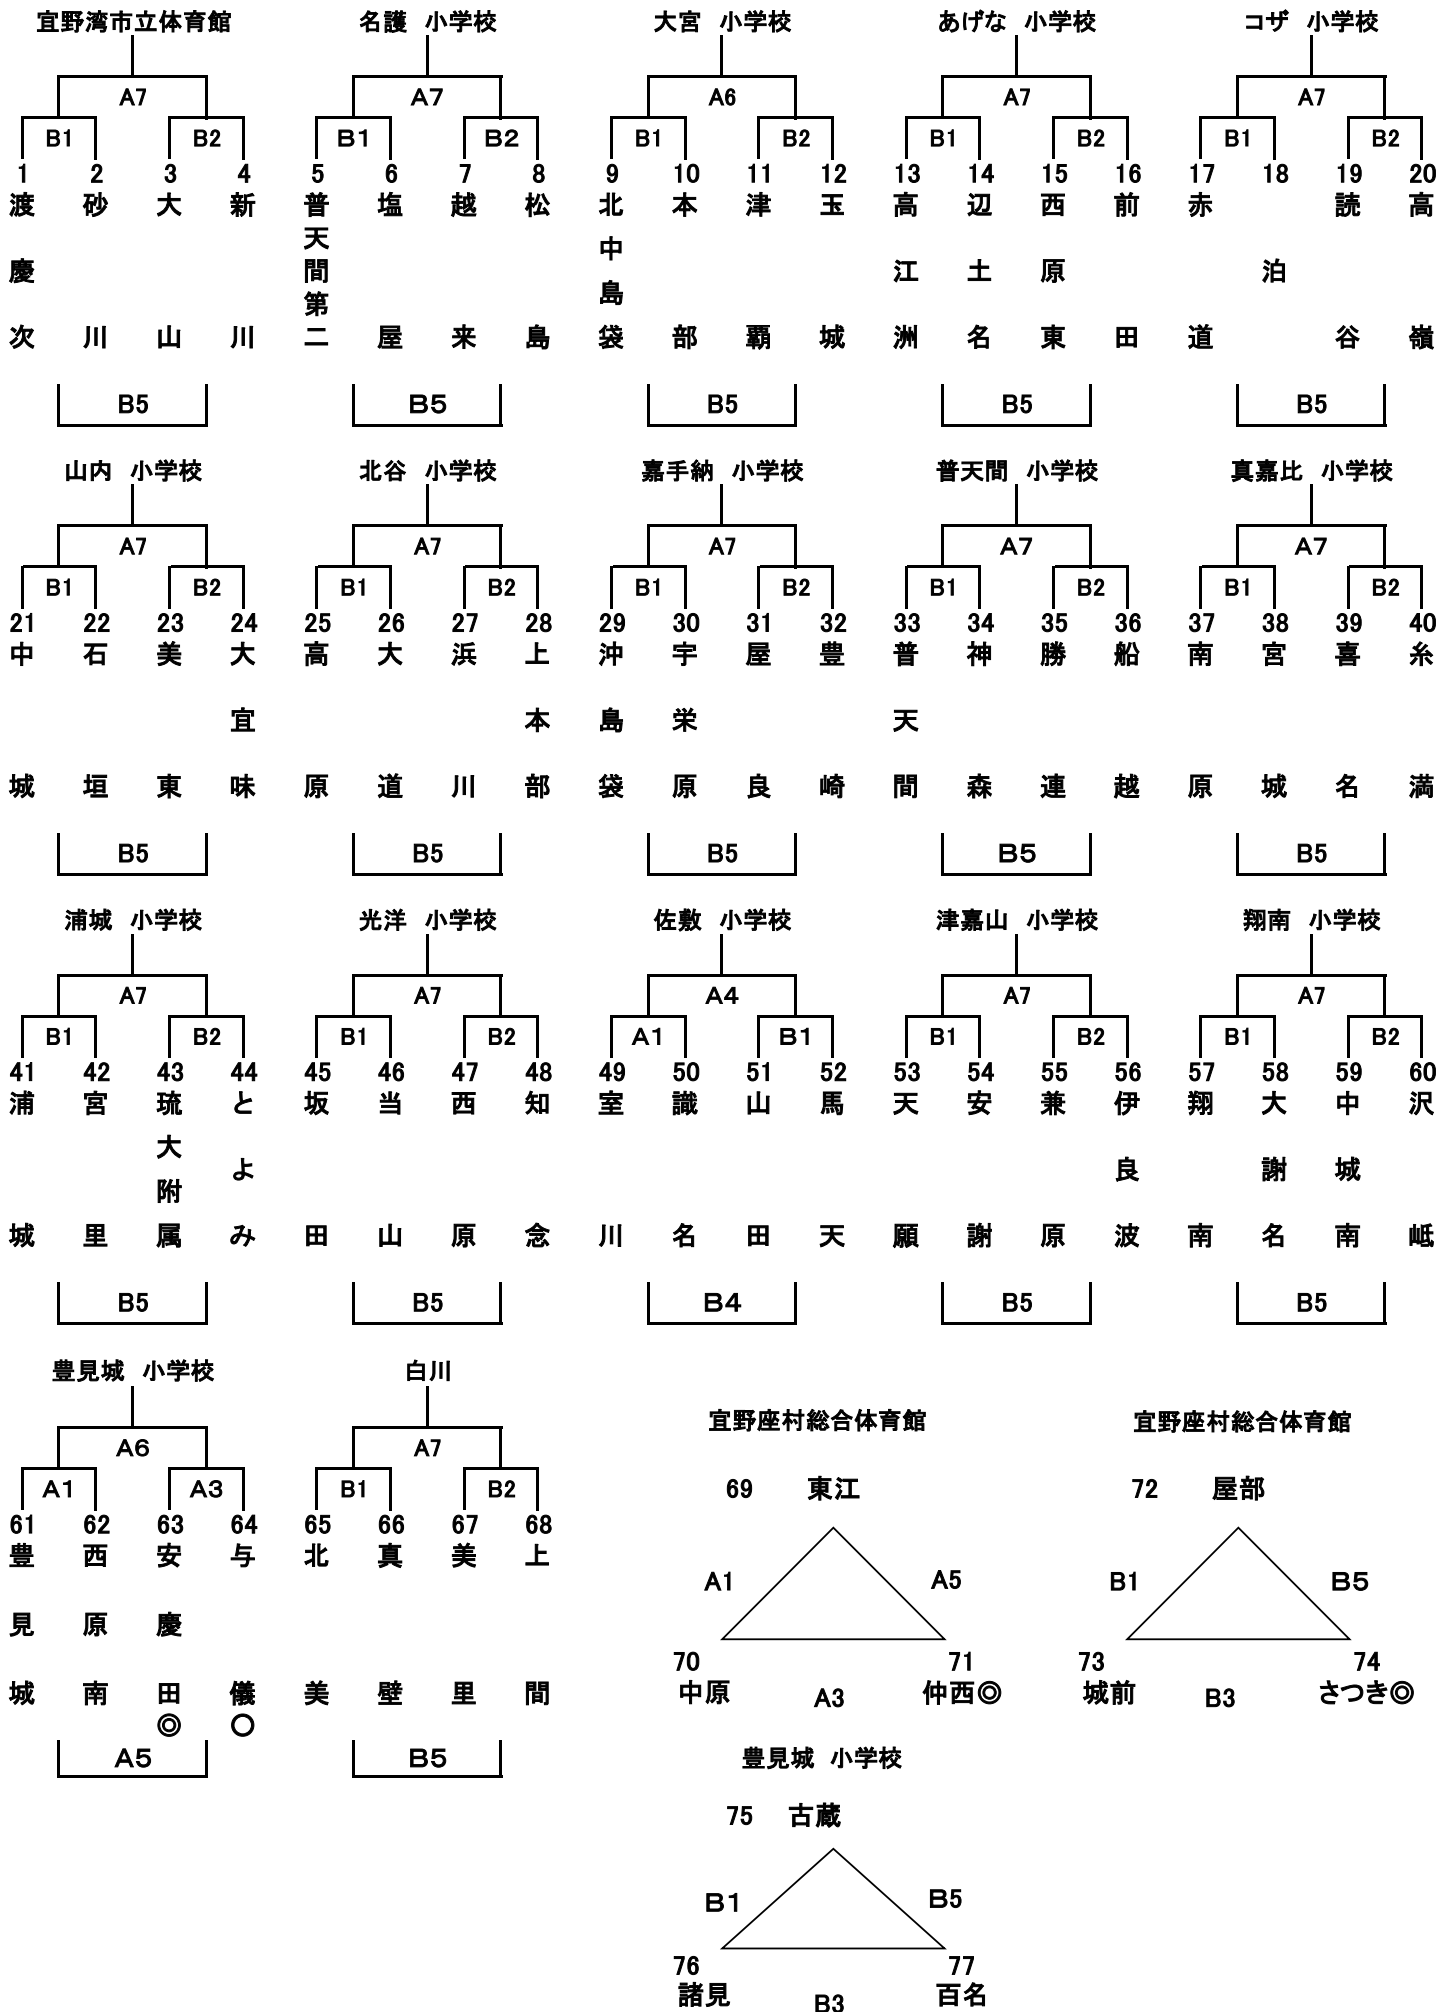 宜野湾市立体育館 名護 小学校 大宮 小学校 あげな 小学校 コザ 小学校
A7 A7 A6 A7 A7
B1 B2 B1 B2 B1 B2 B1 B2 B1 B2
1 2 3 4 5 6 7 8 9 10 11 12 13 14 15 16 17 18 19 20
渡慶次 砂川 大山 新川 普天間第二 塩屋 越来 松島 北中島袋 本部 津覇 玉城 高江洲 辺土名 西原東 前田 赤道 泊 読谷 高嶺
B5 B5 B5 B5 B5
山内 小学校 北谷 小学校 嘉手納 小学校 普天間 小学校 真嘉比 小学校
A7 A7 A7 A7 A7
B1 B2 B1 B2 B1 B2 B1 B2 B1 B2
21 22 23 24 25 26 27 28 29 30 31 32 33 34 35 36 37 38 39 40
中城 石垣 美東 大宜味 高原 大道 浜川 上本部 沖島袋 宇栄原 屋良 豊崎 普天間 神森 勝連 船越 南原 宮城 喜名 糸満
B5 B5 B5 B5 B5
浦城 小学校 光洋 小学校 佐敷 小学校 津嘉山 小学校 翔南 小学校
A7 A7 A4 A7 A7
B1 B2 B1 B2 A1 B1 B1 B2 B1 B2
41 42 43 44 45 46 47 48 49 50 51 52 53 54 55 56 57 58 59 60
浦城 宮里 琉大附属 とよみ 坂田 当山 西原 知念 室川 識名 山田 馬天 天願 安謝 兼原 伊良波 翔南 大謝名 中城南 沢岻
B5 B5 B4 B5 B5
豊見城 小学校 白川
A6 A7
A1 A3 B1 B2
61 62 63 64 65 66 67 68
豊見城 西原南 安慶田◎ 与儀○ 北美 真壁 美里 上間
A5 B5
宜野座村総合体育館 宜野座村総合体育館
69 東江 72 屋部
A1 A5 B1 B5
70 71 73 74
中原 A3 仲西◎ 城前 B3 さつき◎
豊見城 小学校
75 古蔵
B1 B5
76 77
諸見 B3 百名